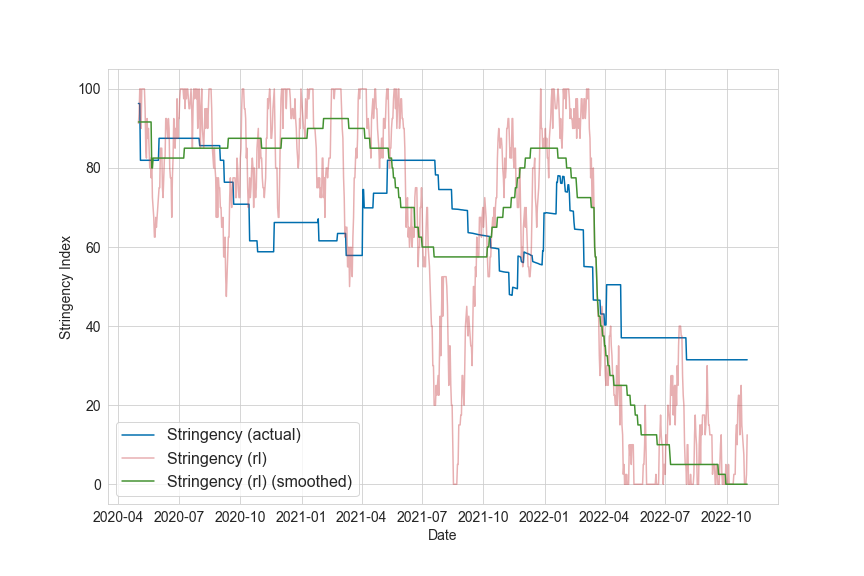 100
80
60
40
20
0
Stringency Index
Stringency (actual)
Stringency (rl)
Stringency (rl) (smoothed)
2020-04 2020-07 2020-10 2021-01 2021-04 2021-07 2021-10 2022-01 2022-04 2022-07 2022-10
Date